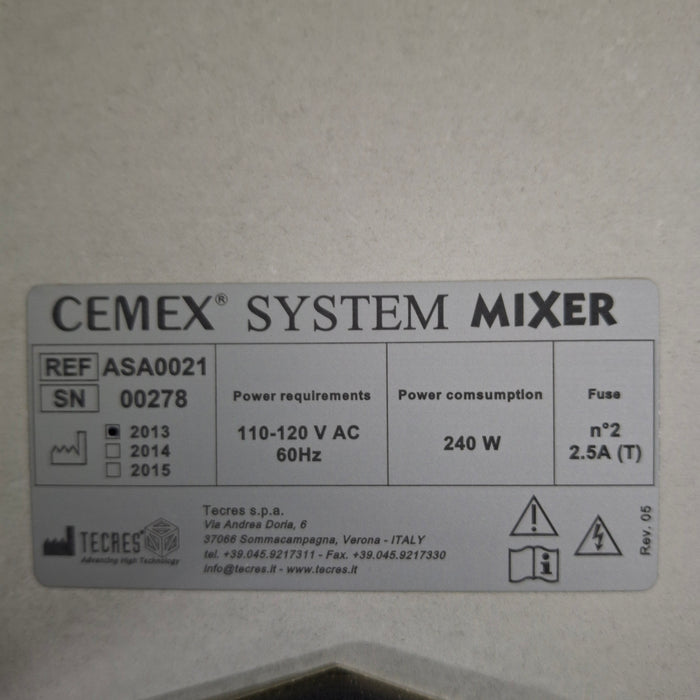 CEMEX® SYSTEM MIXER
REF ASA0021
SN 00278
2013
2014
2015
Power requirements
110-120 V AC
60Hz
Power comsumption
240 W
Fuse
n°2
2.5A (T)
TECRES®
Advancing High Technology
Tecres s.p.a.
Via Andrea Doria, 6
37066 Sommacampagna, Verona - ITALY
tel. +39.045.9217311 - Fax. +39.045.9217330
info@tecres.it - www.tecres.it
Rev. 05